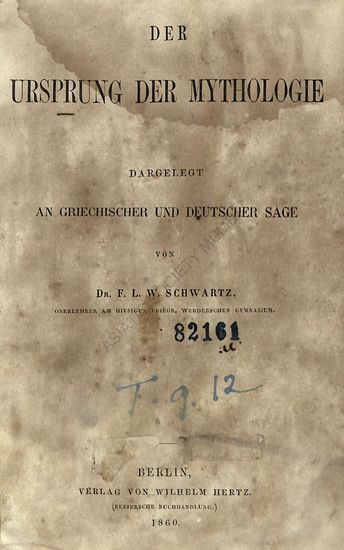 DER
URSPRUNG DER MYTHOLOGIE
DARGELEGT
AN GRIECHISCHER UND DEUTSCHER SAGE
VON
DR. F. L. W. SCHWARTZ,
OBERLEHRER AM HIESIGEN FRIEDR. WERDERSCHEN GYMNASIUM.
82161
T. g. 12
BERLIN,
VERLAG VON WILHELM HERTZ.
(BESSERSCHE BUCHHANDLUNG.)
1860.